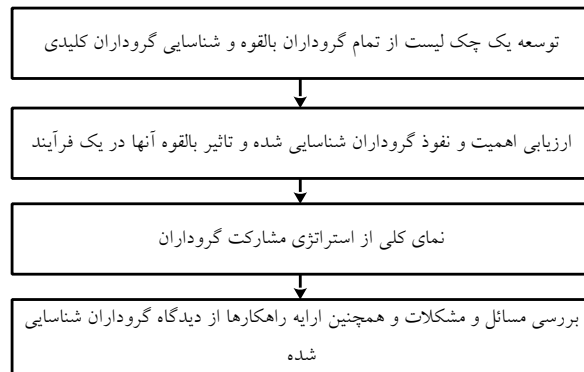 توسعه یک چک لیست از تمام گروداران بالقوه و شناسایی گروداران کلیدی
ارزیابی اهمیت و نفوذ گروداران شناسایی شده و تاثیر بالقوه آنها در یک فرآیند
نمای کلی از استراتژی مشارکت گروداران
بررسی مسائل و مشکلات و همچنین ارایه راهکارها از دیدگاه گروداران شناسایی
شده